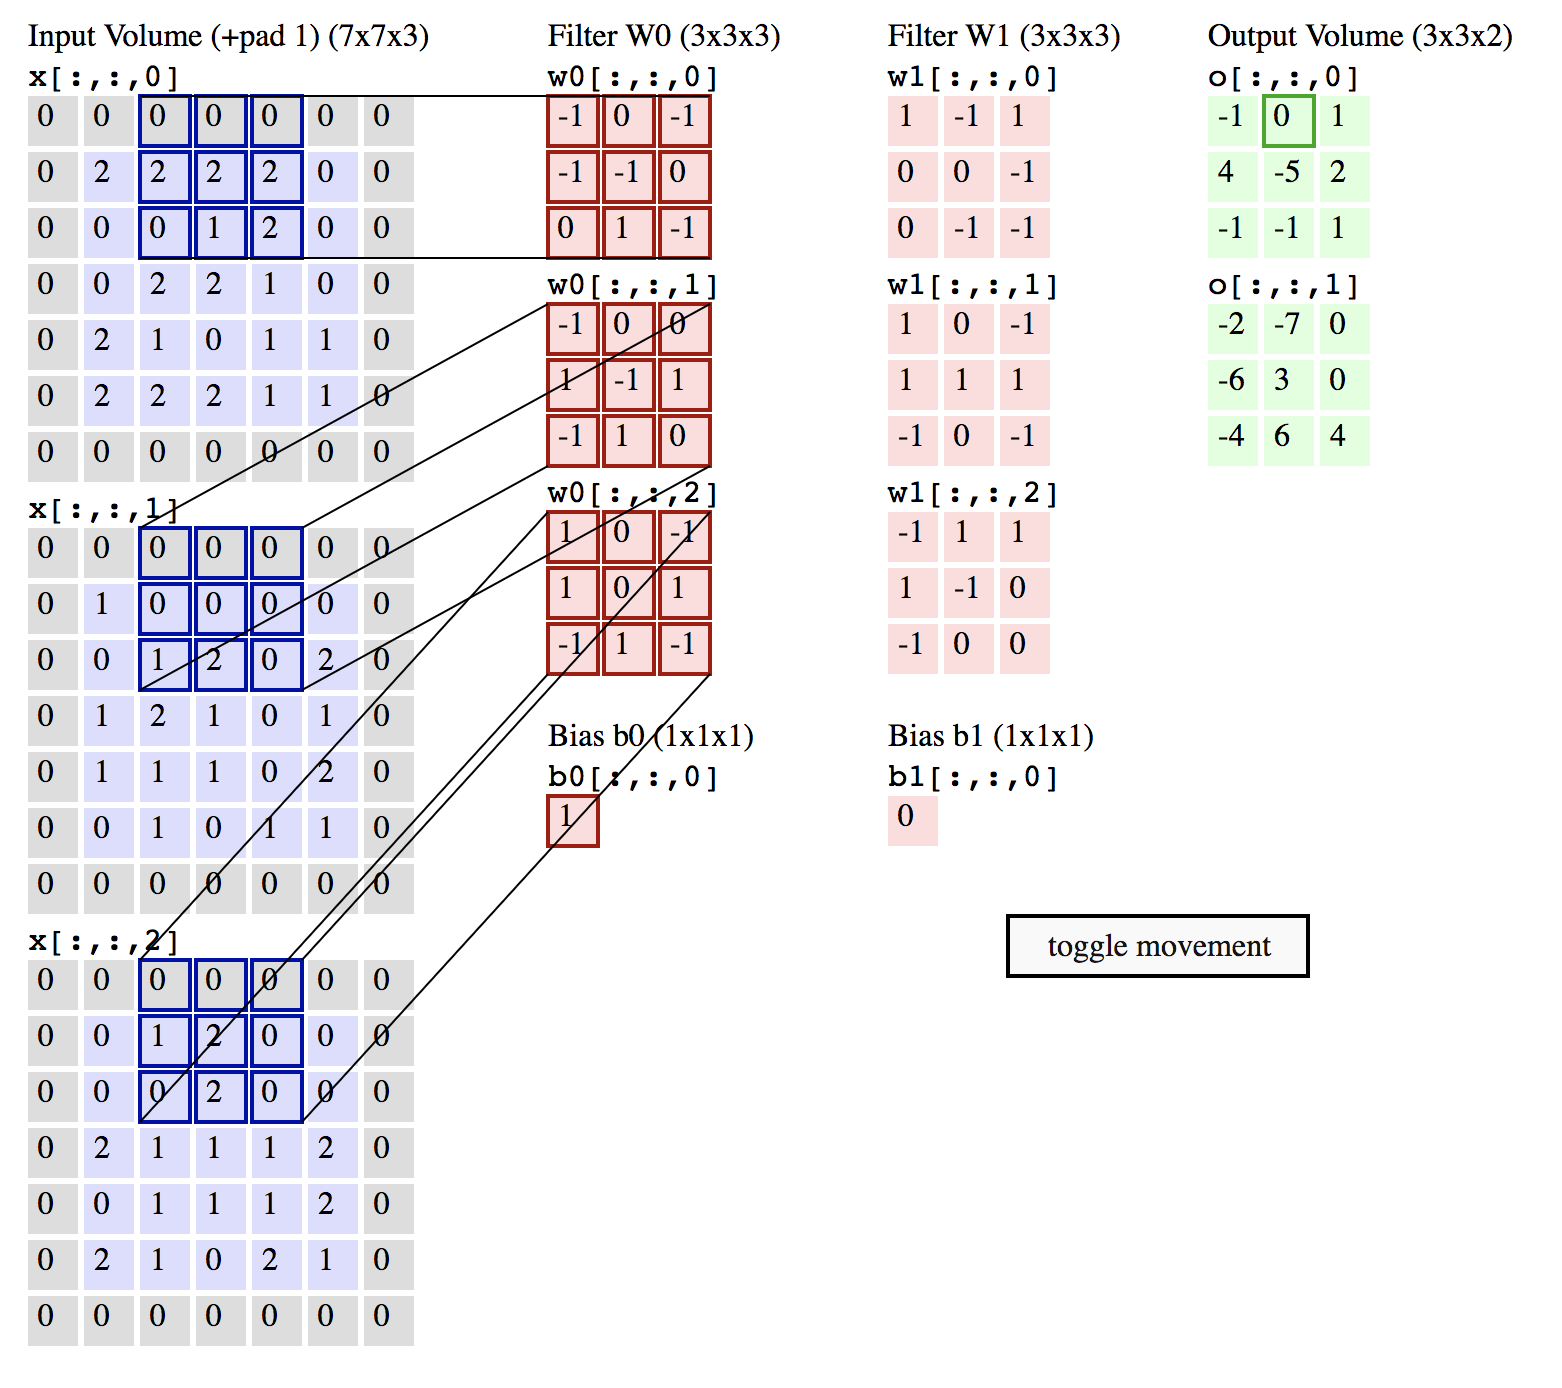 Input Volume (+pad 1) (7x7x3)
x[:,:,0]
0 0 0 0 0 0 0
0 2 2 2 2 0 0
0 0 0 1 2 0 0
0 0 2 2 1 0 0
0 2 1 0 1 1 0
0 2 2 2 1 1 0
0 0 0 0 0 0 0
x[:,:,1]
0 0 0 0 0 0 0
0 1 0 0 0 0 0
0 0 1 2 0 2 0
0 1 2 1 0 1 0
0 1 1 1 0 2 0
0 0 1 0 1 1 0
0 0 0 0 0 0 0
x[:,:,2]
0 0 0 0 0 0 0
0 0 1 2 0 0 0
0 0 0 2 0 0 0
0 2 1 1 1 2 0
0 0 1 1 1 2 0
0 2 1 0 2 1 0
0 0 0 0 0 0 0
Filter W0 (3x3x3)
w0[:,:,0]
-1 0 -1
-1 -1 0
0 1 -1
w0[:,:,1]
-1 0 0
1 -1 1
-1 1 0
w0[:,:,2]
1 0 -1
1 0 1
-1 1 -1
Bias b0 (1x1x1)
b0[:,:,0]
1
Filter W1 (3x3x3)
w1[:,:,0]
1 -1 1
0 0 -1
0 -1 -1
w1[:,:,1]
1 0 -1
1 1 1
-1 0 -1
w1[:,:,2]
-1 1 1
1 -1 0
-1 0 0
Bias b1 (1x1x1)
b1[:,:,0]
0
Output Volume (3x3x2)
o[:,:,0]
-1 0 1
4 -5 2
-1 -1 1
o[:,:,1]
-2 -7 0
-6 3 0
-4 6 4
toggle movement